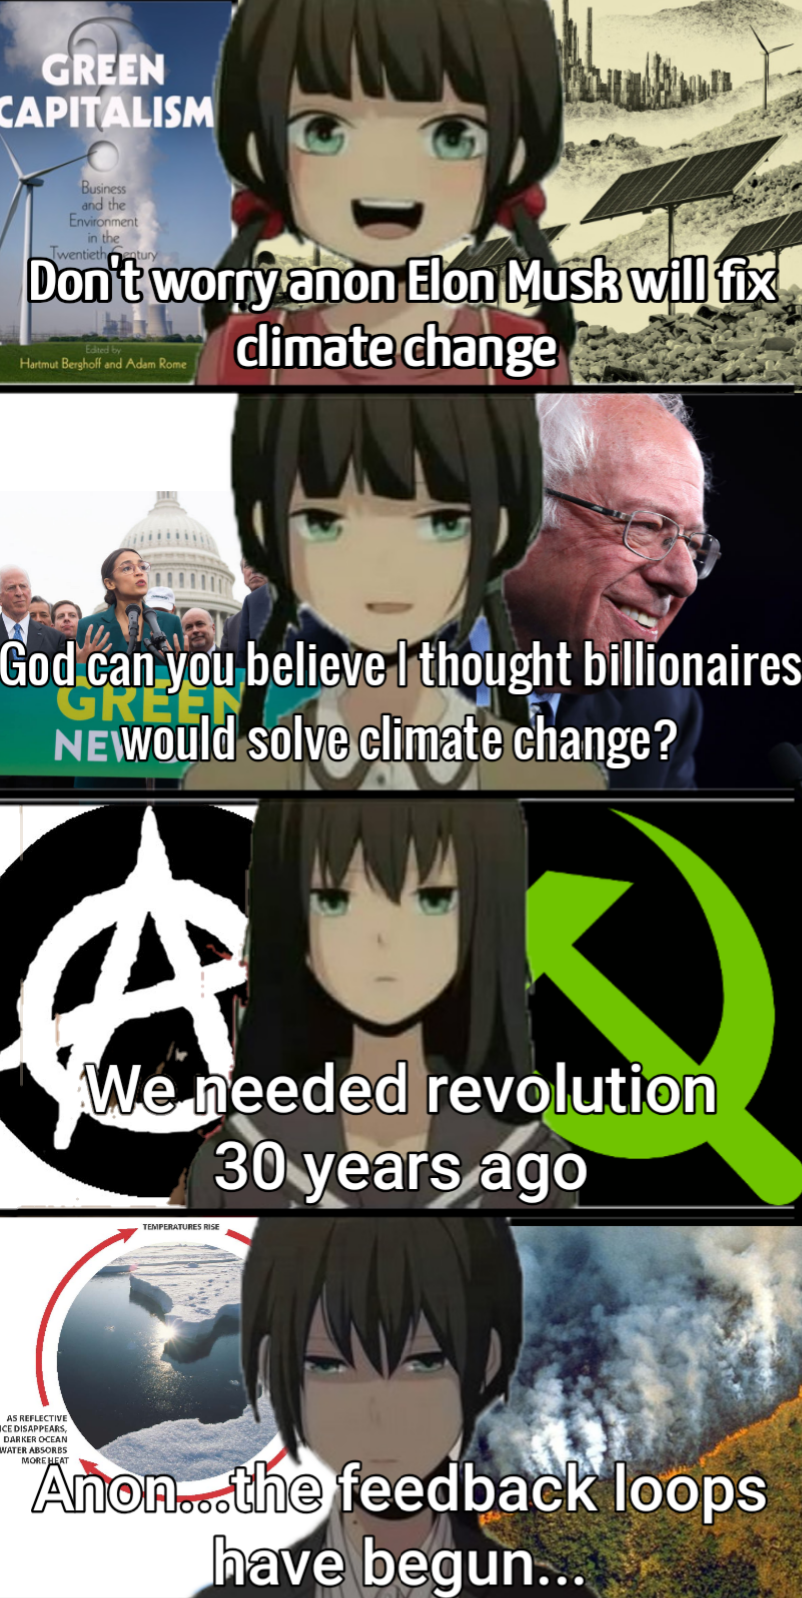 GREEN
CAPITALISM
?
Business
and the
Environment
in the
Twentieth Century
Don't worry anon Elon Musk will fix
climate change
Edited by
Hartmut Berghoff and Adam Rome
God can you believe I thought billionaires
GREEN
NEW
would solve climate change?
We needed revolution
30 years ago
TEMPERATURES RISE
AS REFLECTIVE
ICE DISAPPEARS,
DARKER OCEAN
WATER ABSORBS
MORE HEAT
Anon...the feedback loops
have begun...